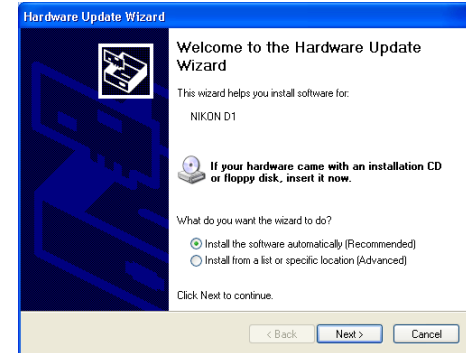 Hardware Update Wizard
Welcome to the Hardware Update
Wizard
This wizard helps you install software for:
NIKON D1
If your hardware came with an installation CD
or floppy disk, insert it now.
What do you want the wizard to do?
Install the software automatically (Recommended)
Install from a list or specific location (Advanced)
Click Next to continue.
< Back Next > Cancel